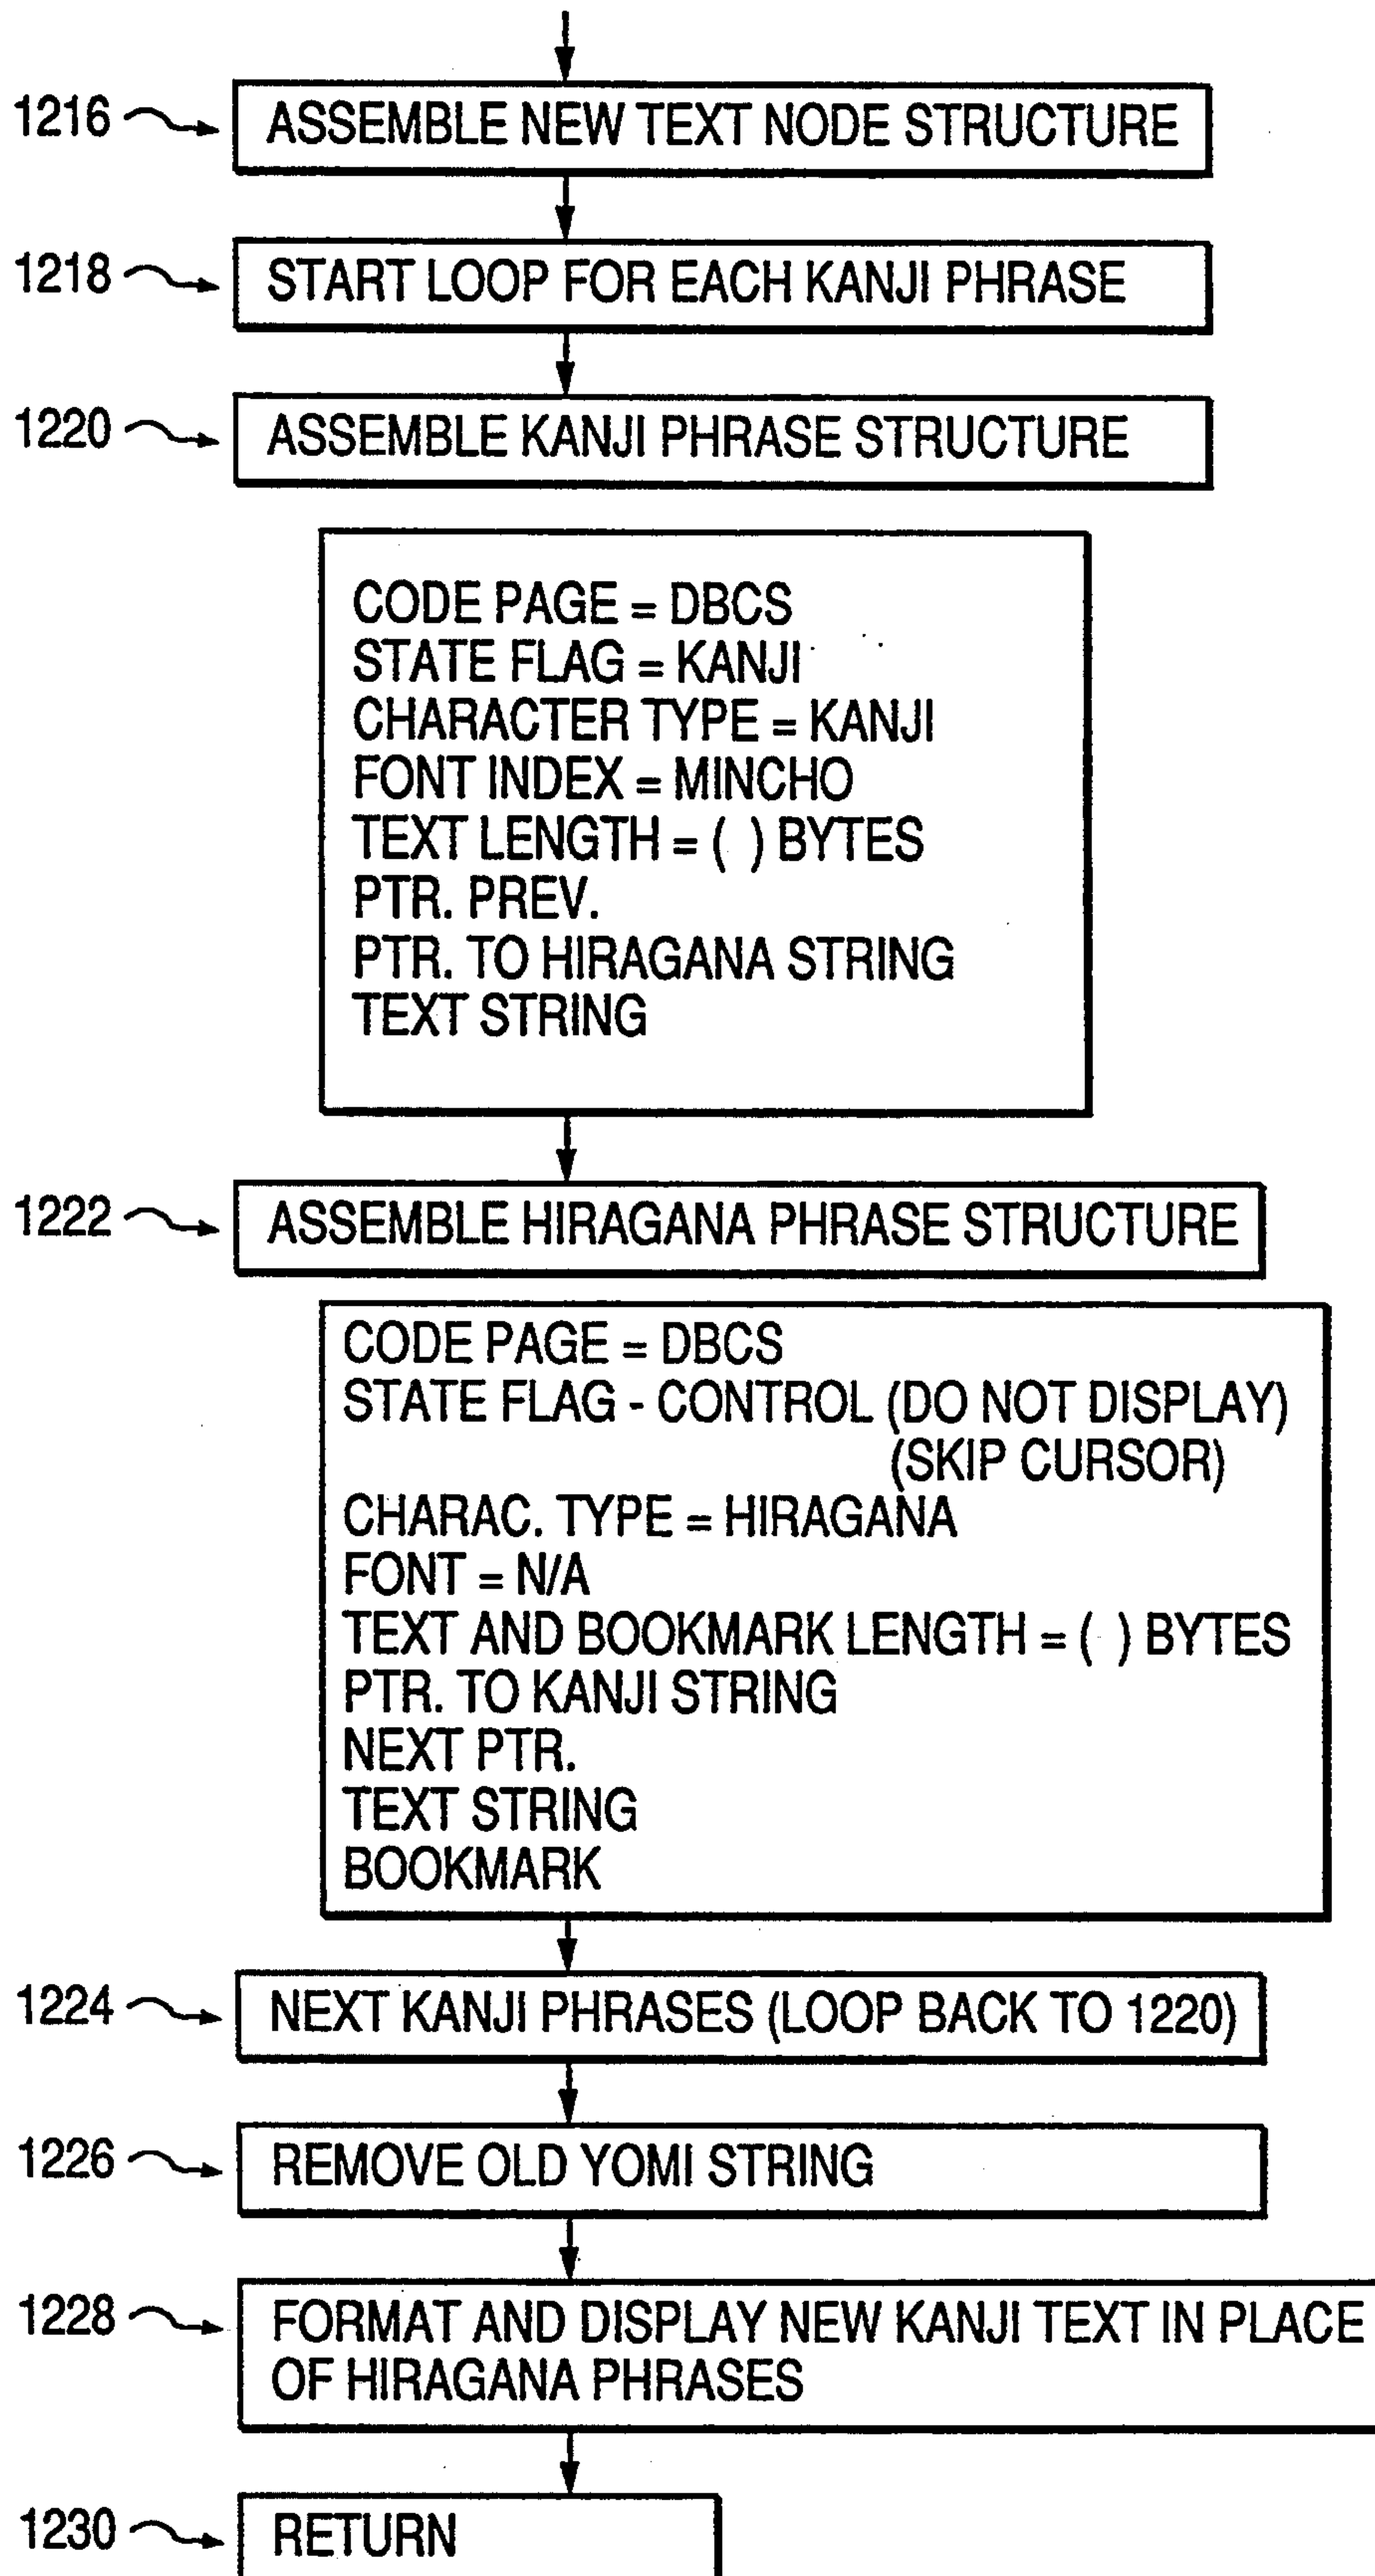 1216 ASSEMBLE NEW TEXT NODE STRUCTURE
1218 START LOOP FOR EACH KANJI PHRASE
1220 ASSEMBLE KANJI PHRASE STRUCTURE
CODE PAGE = DBCS
STATE FLAG = KANJI
CHARACTER TYPE = KANJI
FONT INDEX = MINCHO
TEXT LENGTH = ( ) BYTES
PTR. PREV.
PTR. TO HIRAGANA STRING
TEXT STRING
1222 ASSEMBLE HIRAGANA PHRASE STRUCTURE
CODE PAGE = DBCS
STATE FLAG - CONTROL (DO NOT DISPLAY)
(SKIP CURSOR)
CHARAC. TYPE = HIRAGANA
FONT = N/A
TEXT AND BOOKMARK LENGTH = ( ) BYTES
PTR. TO KANJI STRING
NEXT PTR.
TEXT STRING
BOOKMARK
1224 NEXT KANJI PHRASES (LOOP BACK TO 1220)
1226 REMOVE OLD YOMI STRING
1228 FORMAT AND DISPLAY NEW KANJI TEXT IN PLACE
OF HIRAGANA PHRASES
1230 RETURN